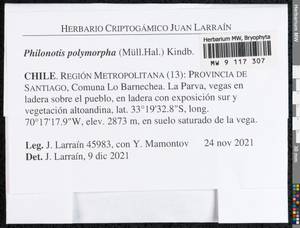 HERBARIO CRIPTOGÁMICO JUAN LARRAÍN
Philonotis polymorpha (Müll.Hal.) Kindb.
Herbarium MW, Bryophyta
MW 9 117 307
CHILE. REGIÓN METROPOLITANA (13): PROVINCIA DE
SANTIAGO, Comuna Lo Barnechea. La Parva, vegas en
ladera sobre el pueblo, en ladera con exposición sur y
vegetación altoandina, lat. 33°19'32.8"S, long.
70°17'17.9"W, elev. 2873 m, en suelo saturado de la vega.
Leg. J. Larraín 45983, con Y. Mamontov 24 nov 2021
Det. J. Larraín, 9 dic 2021